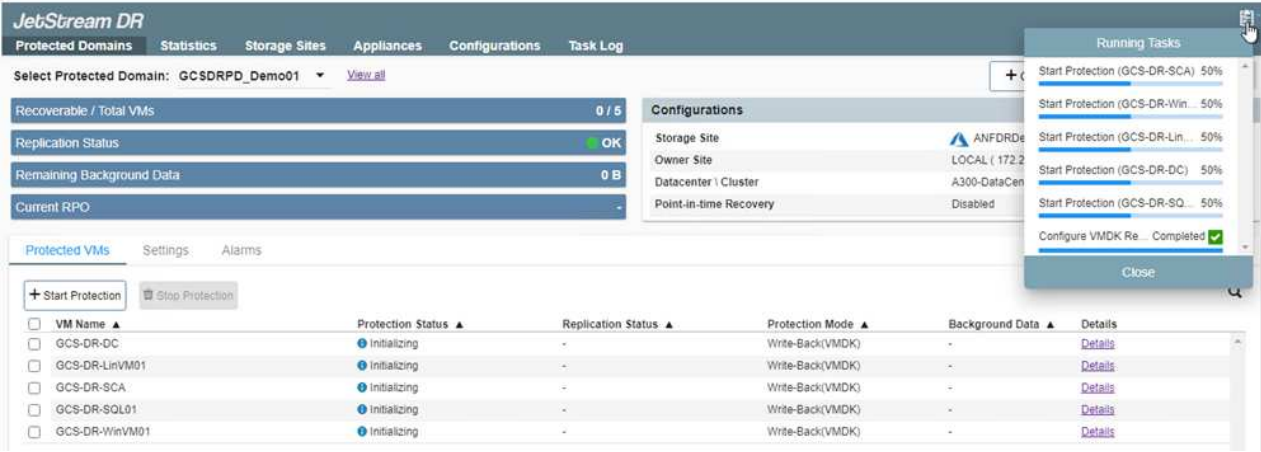 JetStream DR
Protected Domains Statistics Storage Sites Appliances Configurations Task Log
Select Protected Domain: GCSDRPD_Demo01 View all
Recoverable / Total VMs 0 / 5
Replication Status OK
Remaining Background Data 0 B
Current RPO -
Configurations
Storage Site ANFDRDe
Owner Site LOCAL ( 172.2
Datacenter \ Cluster A300-DataCen
Point-in-time Recovery Disabled
Running Tasks
Start Protection (GCS-DR-SCA) 50%
Start Protection (GCS-DR-Win... 50%
Start Protection (GCS-DR-Lin... 50%
Start Protection (GCS-DR-DC) 50%
Start Protection (GCS-DR-SQ... 50%
Configure VMDK Re... Completed
Close
Protected VMs Settings Alarms
+ Start Protection Stop Protection
VM Name Protection Status Replication Status Protection Mode Background Data Details
GCS-DR-DC Initializing - Write-Back(VMDK) - Details
GCS-DR-LinVM01 Initializing - Write-Back(VMDK) - Details
GCS-DR-SCA Initializing - Write-Back(VMDK) - Details
GCS-DR-SQL01 Initializing - Write-Back(VMDK) - Details
GCS-DR-WinVM01 Initializing - Write-Back(VMDK) - Details